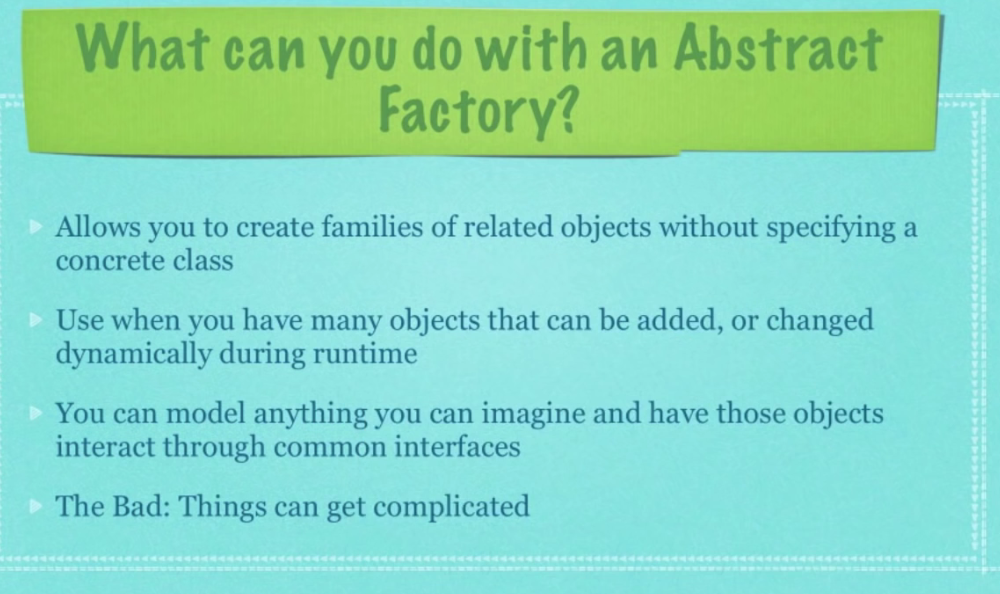 What can you do with an Abstract
Factory?
Allows you to create families of related objects without specifying a
concrete class
Use when you have many objects that can be added, or changed
dynamically during runtime
You can model anything you can imagine and have those objects
interact through common interfaces
The Bad: Things can get complicated